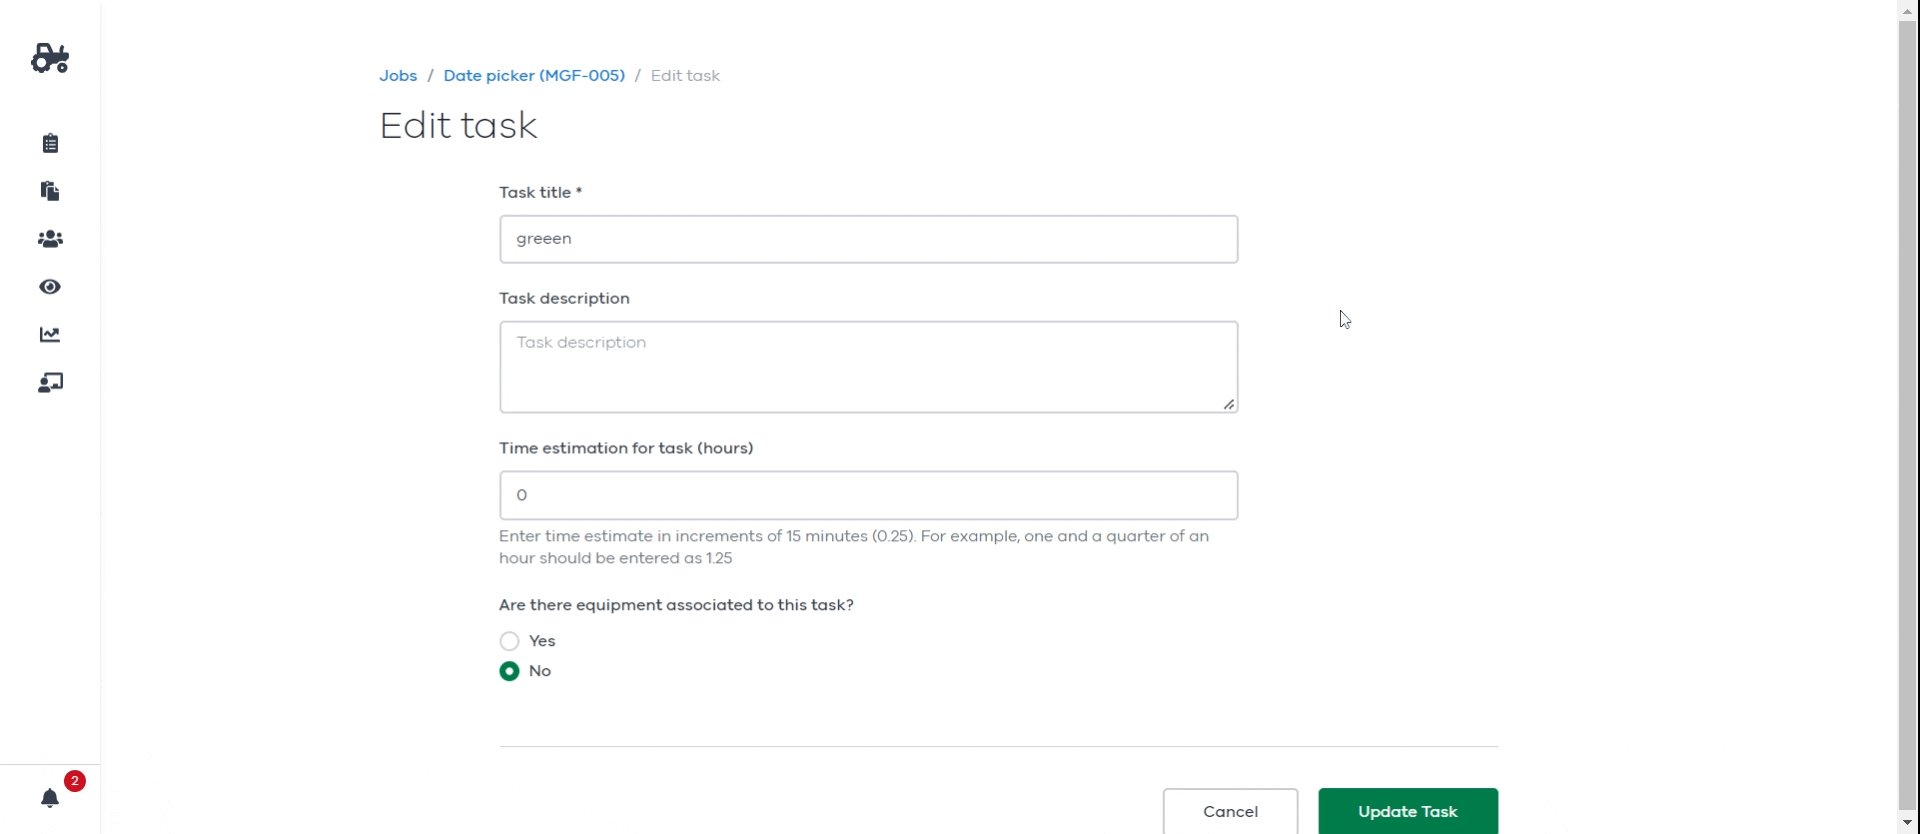 Jobs / Date picker (MGF-005) / Edit task
Edit task
Task title *
greeen
Task description
Task description
Time estimation for task (hours)
0
Enter time estimate in increments of 15 minutes (0.25). For example, one and a quarter of an
hour should be entered as 1.25
Are there equipment associated to this task?
Yes
No
2
Cancel
Update Task